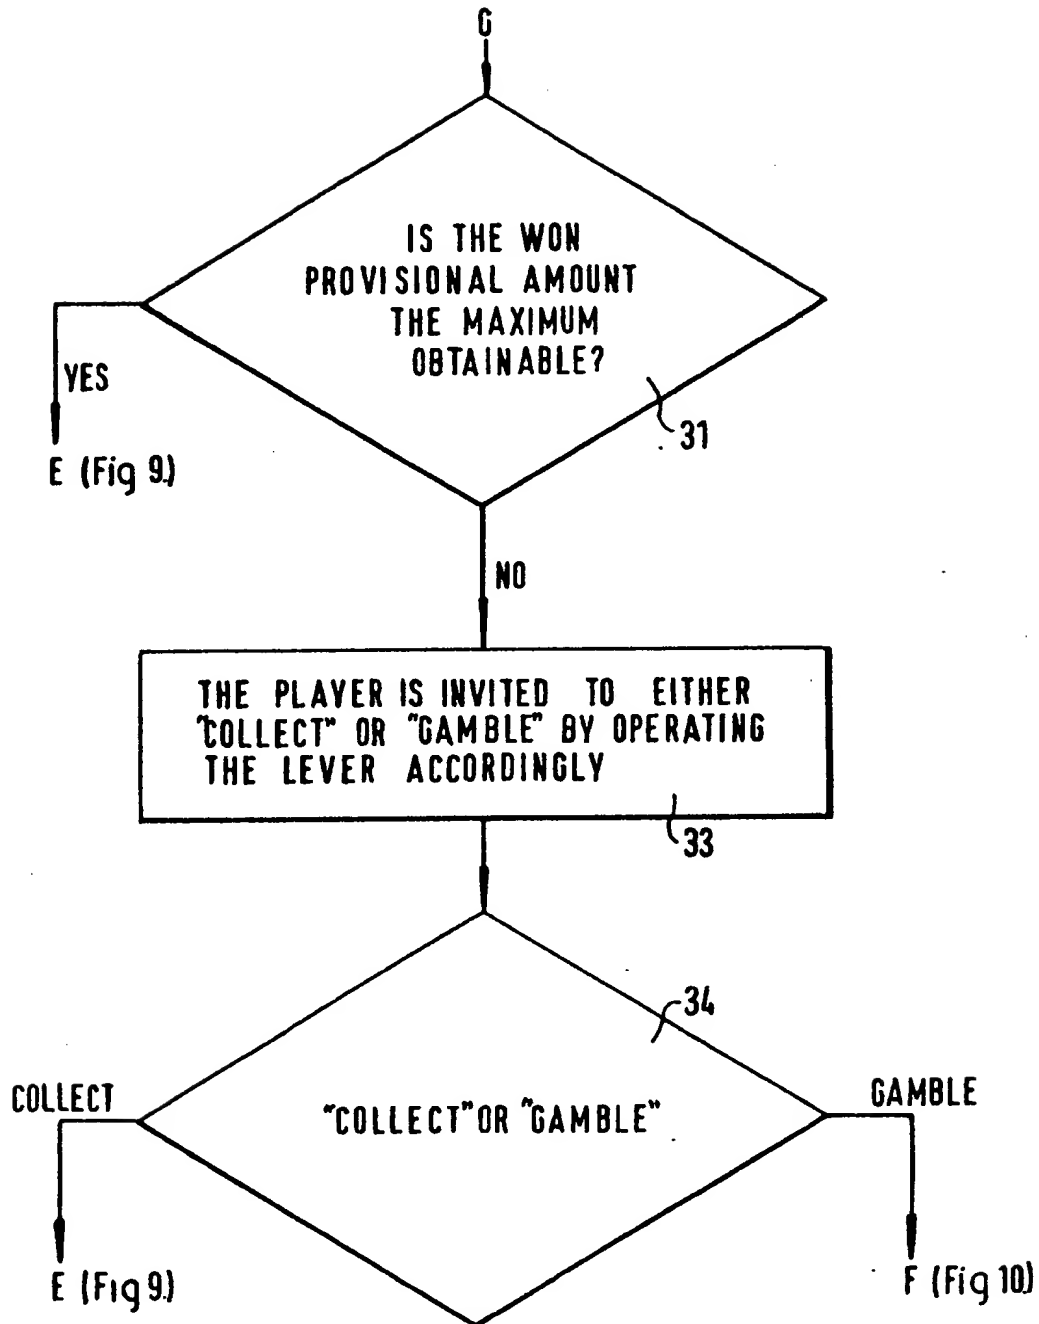 G
IS THE WON
PROVISIONAL AMOUNT
THE MAXIMUM
OBTAINABLE?
YES
31
E (Fig 9.)
NO
THE PLAYER IS INVITED TO EITHER
"COLLECT" OR "GAMBLE" BY OPERATING
THE LEVER ACCORDINGLY
33
34
COLLECT
GAMBLE
"COLLECT" OR "GAMBLE"
E (Fig 9.)
F (Fig 10.)